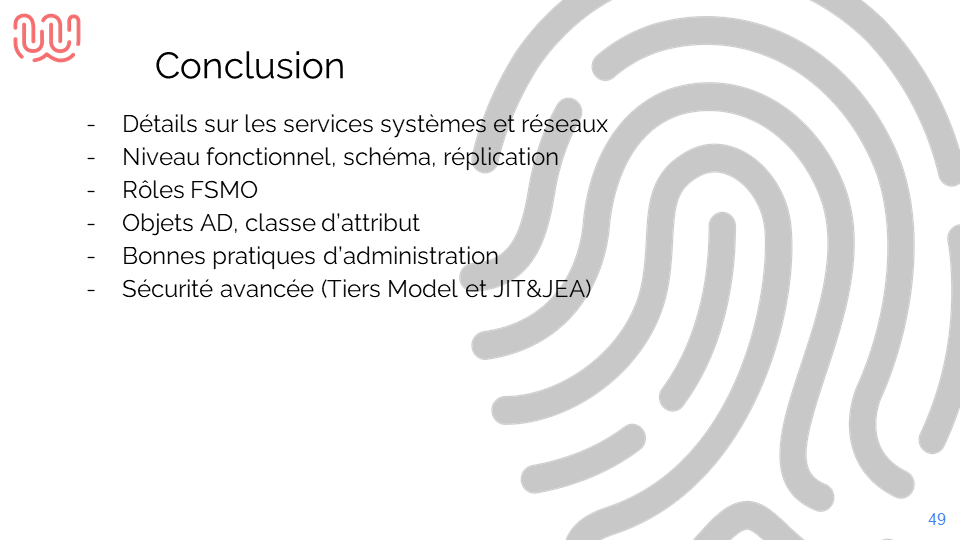 Conclusion
- Détails sur les services systèmes et réseaux
- Niveau fonctionnel, schéma, réplication
- Rôles FSMO
- Objets AD, classe d’attribut
- Bonnes pratiques d’administration
- Sécurité avancée (Tiers Model et JIT&JEA)
49